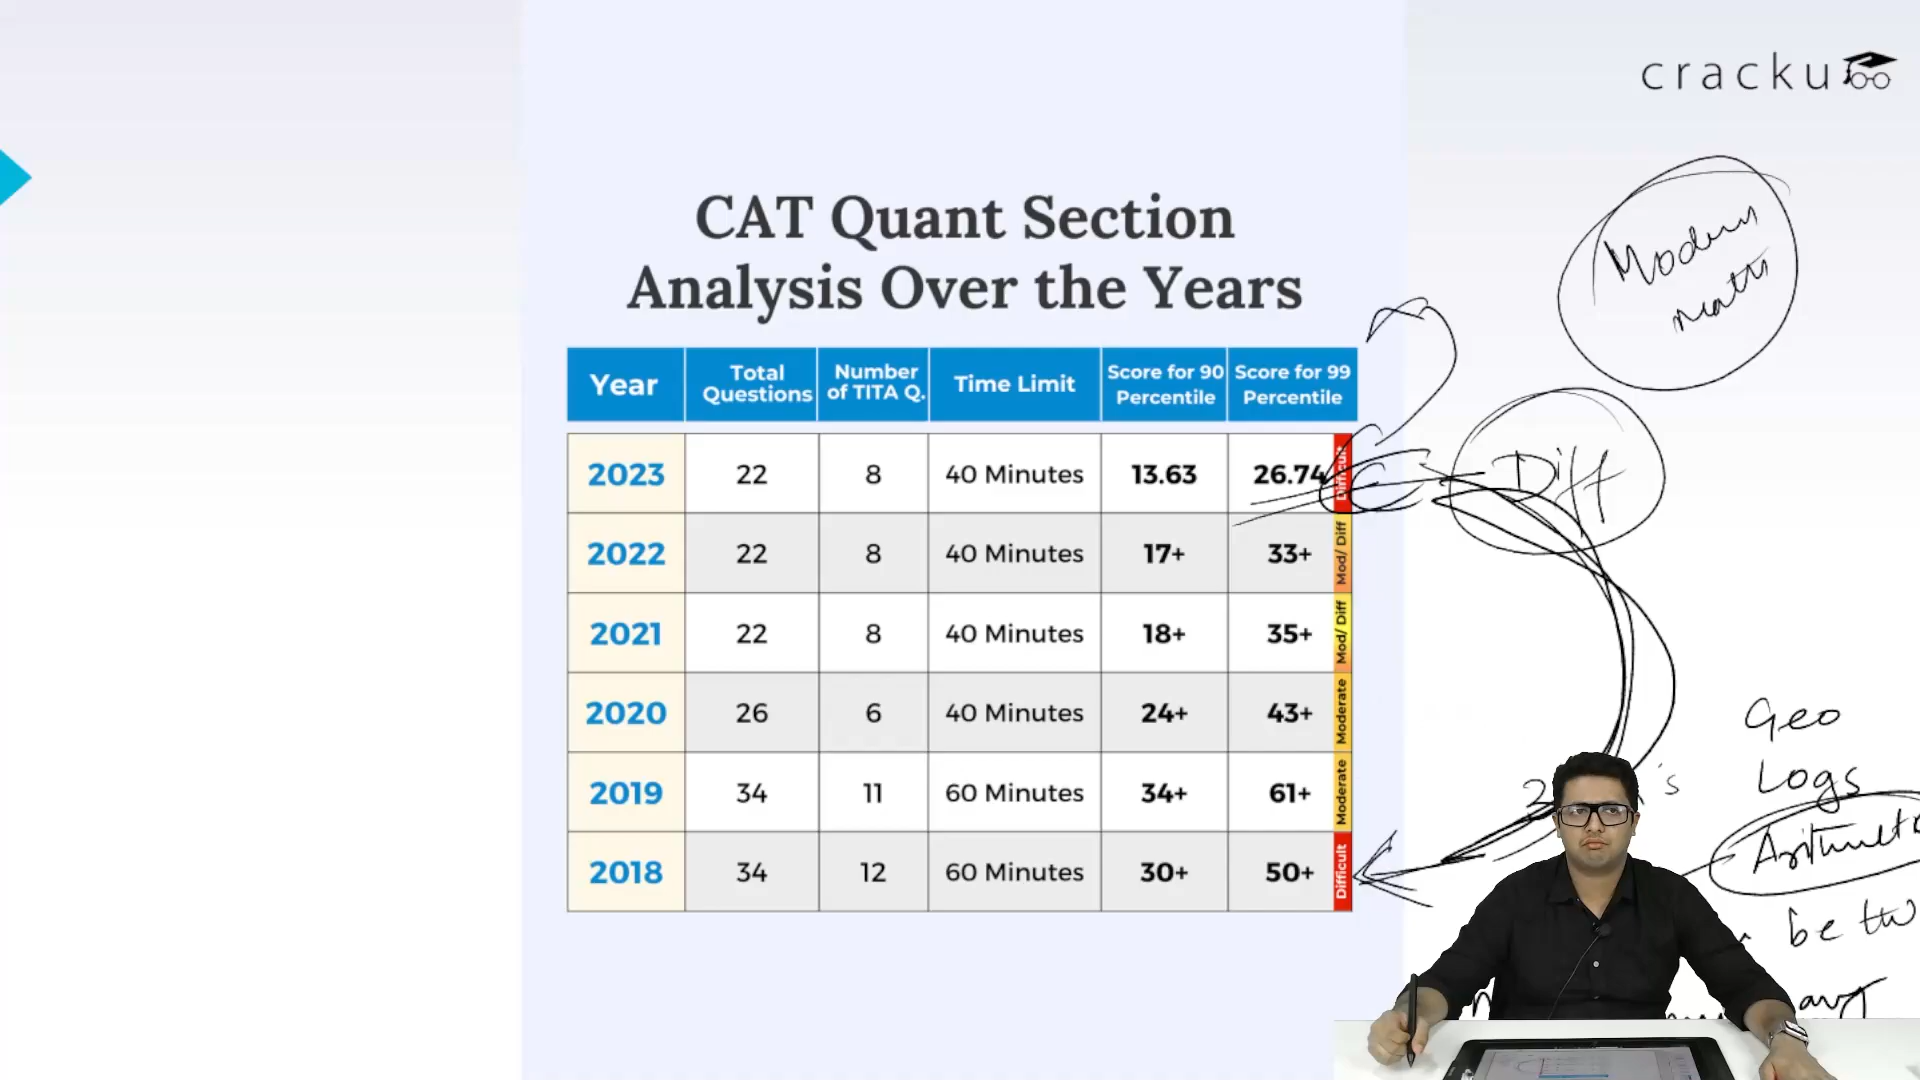 cracku
CAT Quant Section
Analysis Over the Years
Year Total Questions Number of TITA Q. Time Limit Score for 90 Percentile Score for 99 Percentile
2023 22 8 40 Minutes 13.63 26.74 Difficult
2022 22 8 40 Minutes 17+ 33+ Mod/ Diff
2021 22 8 40 Minutes 18+ 35+ Mod/ Diff
2020 26 6 40 Minutes 24+ 43+ Moderate
2019 34 11 60 Minutes 34+ 61+ Moderate
2018 34 12 60 Minutes 30+ 50+ Difficult
Modern
math
Diff
Geo
Logs
Arithmetic
be